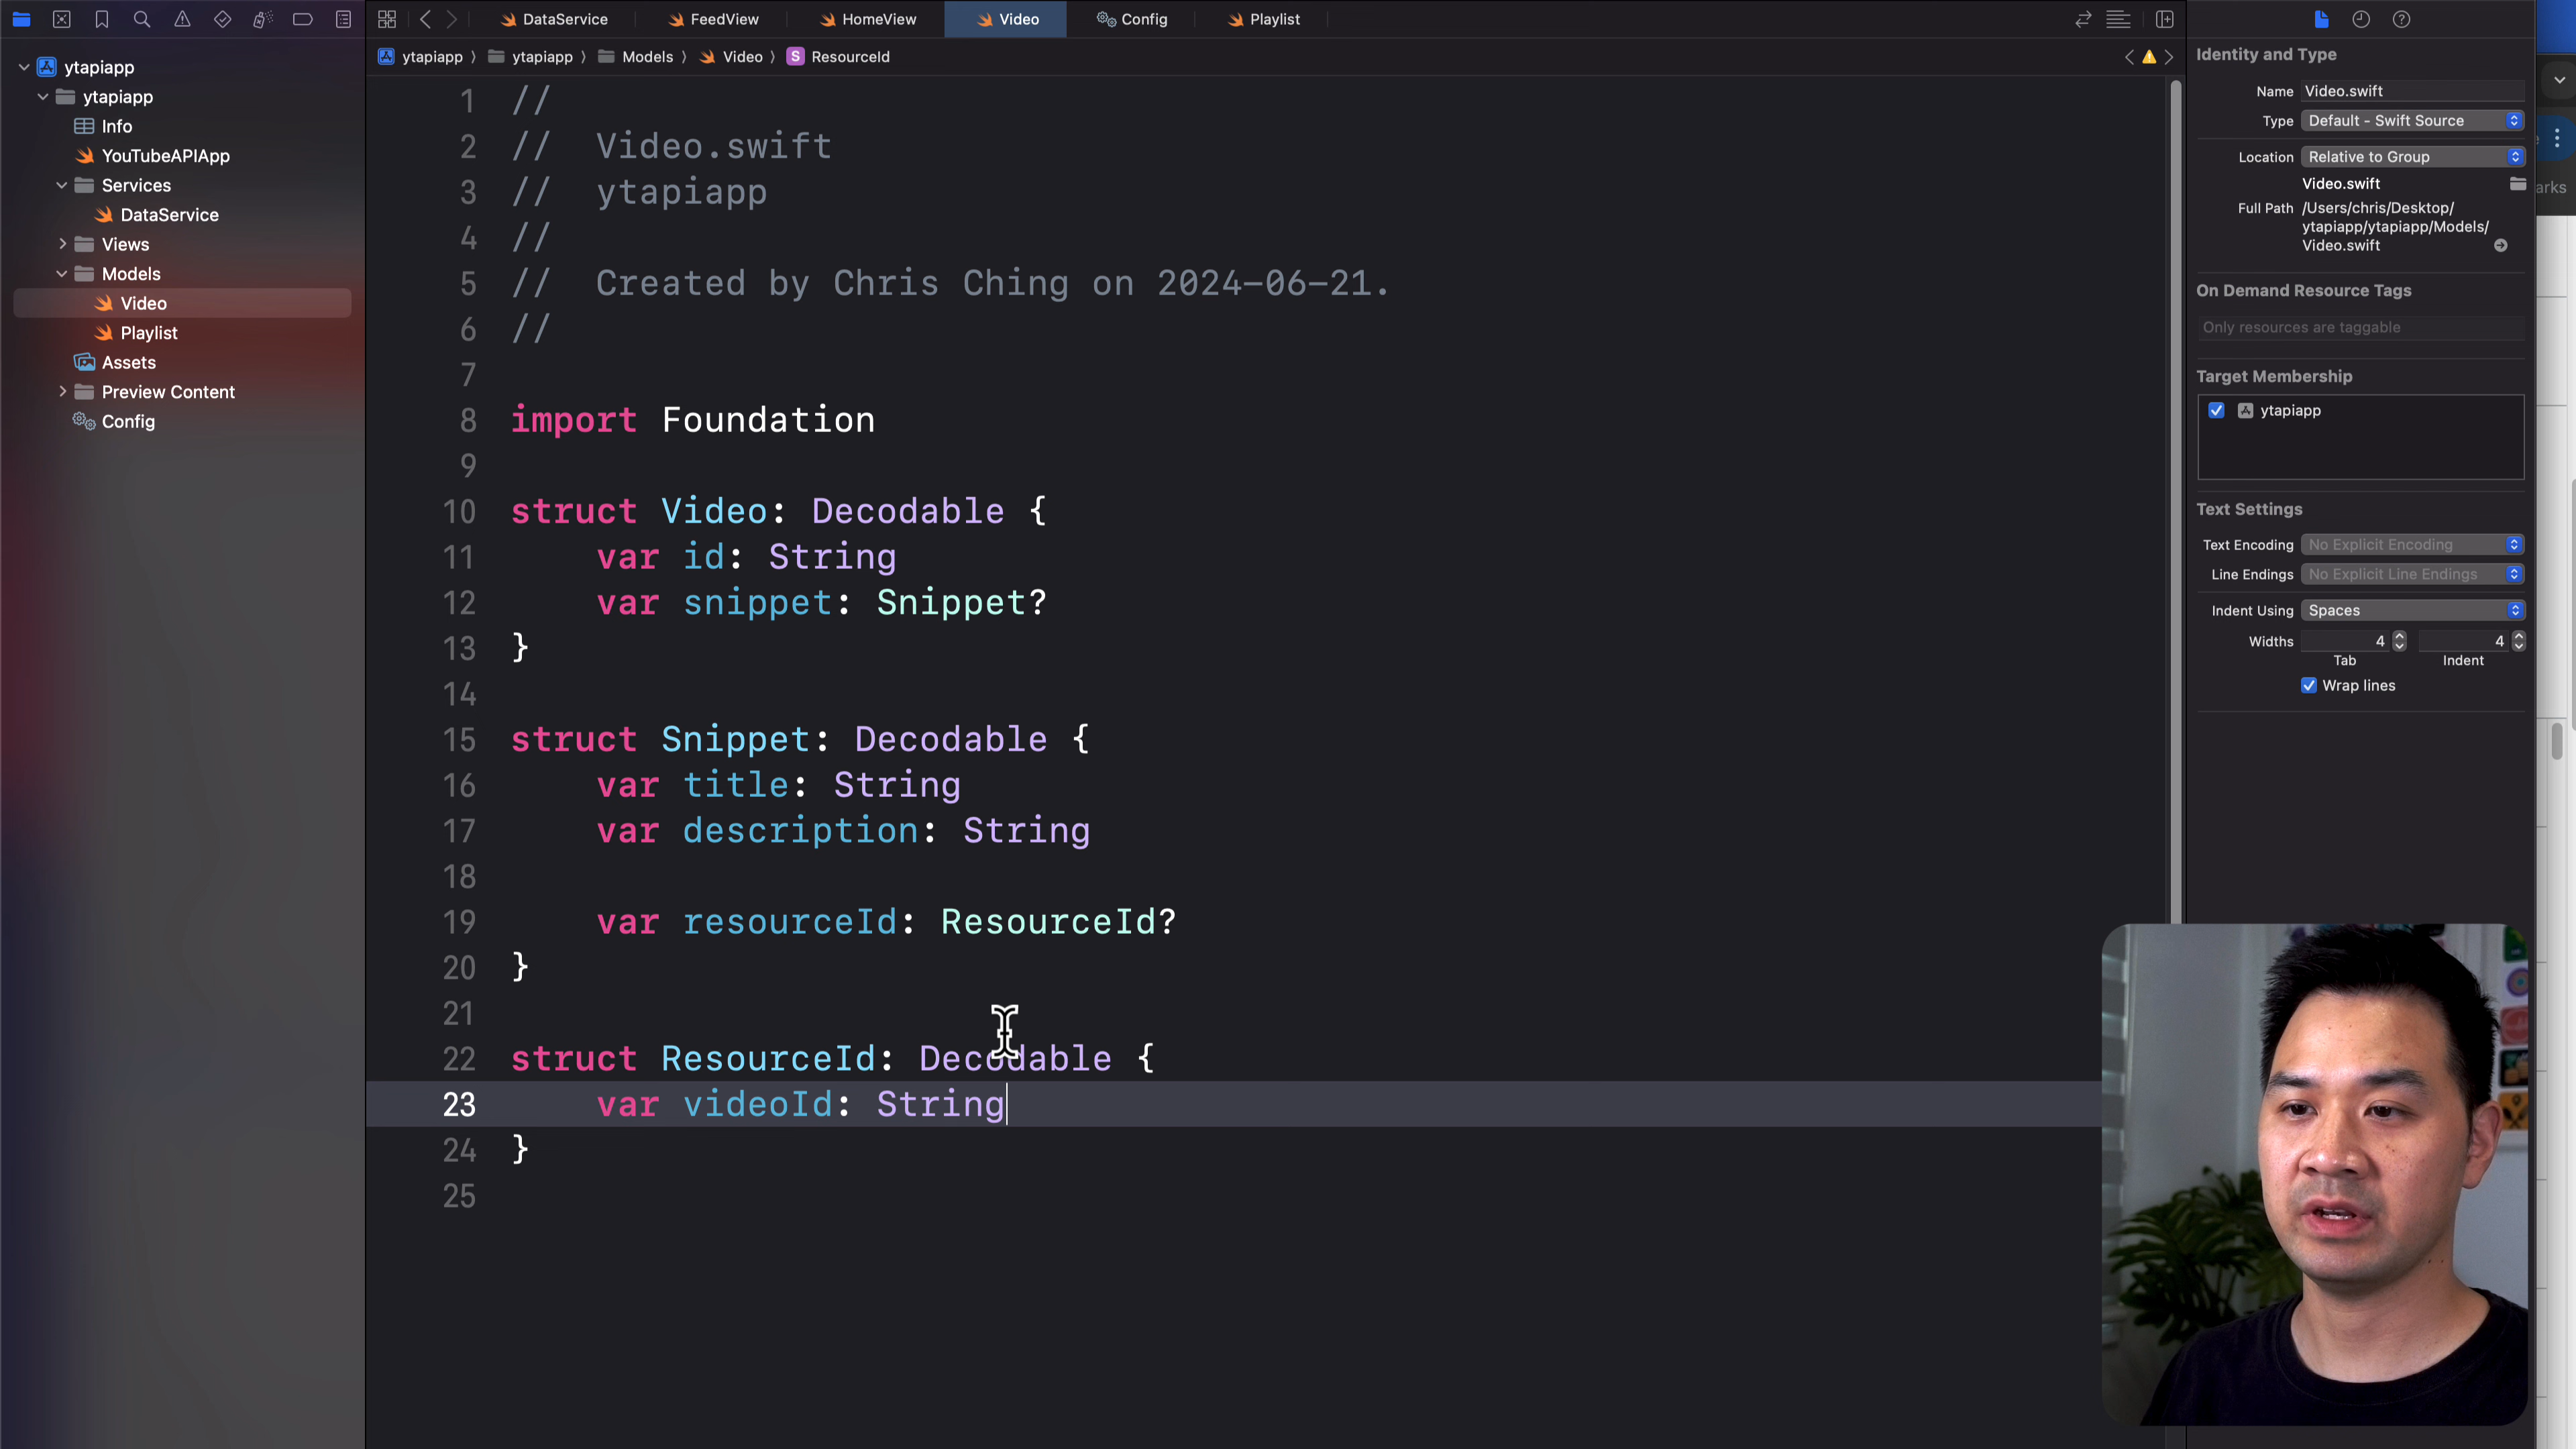 DataService
FeedView
HomeView
Video
Config
Playlist
ytapiapp
ytapiapp
Models
Video
S
ResourceId
ytapiapp
ytapiapp
Info
YouTubeAPIApp
Services
DataService
Views
Models
Video
Playlist
Assets
Preview Content
Config
1 //
2 //  Video.swift
3 //  ytapiapp
4 //
5 //  Created by Chris Ching on 2024-06-21.
6 //
7
8 import Foundation
9
10 struct Video: Decodable {
11     var id: String
12     var snippet: Snippet?
13 }
14
15 struct Snippet: Decodable {
16     var title: String
17     var description: String
18
19     var resourceId: ResourceId?
20 }
21
22 struct ResourceId: Decodable {
23     var videoId: String
24 }
25
Identity and Type
Name Video.swift
Type Default - Swift Source
Location Relative to Group
Video.swift
Full Path /Users/chris/Desktop/
ytapiapp/ytapiapp/Models/
Video.swift
On Demand Resource Tags
Only resources are taggable
Target Membership
ytapiapp
Text Settings
Text Encoding No Explicit Encoding
Line Endings No Explicit Line Endings
Indent Using Spaces
Widths 4 4
Tab Indent
Wrap lines
arks